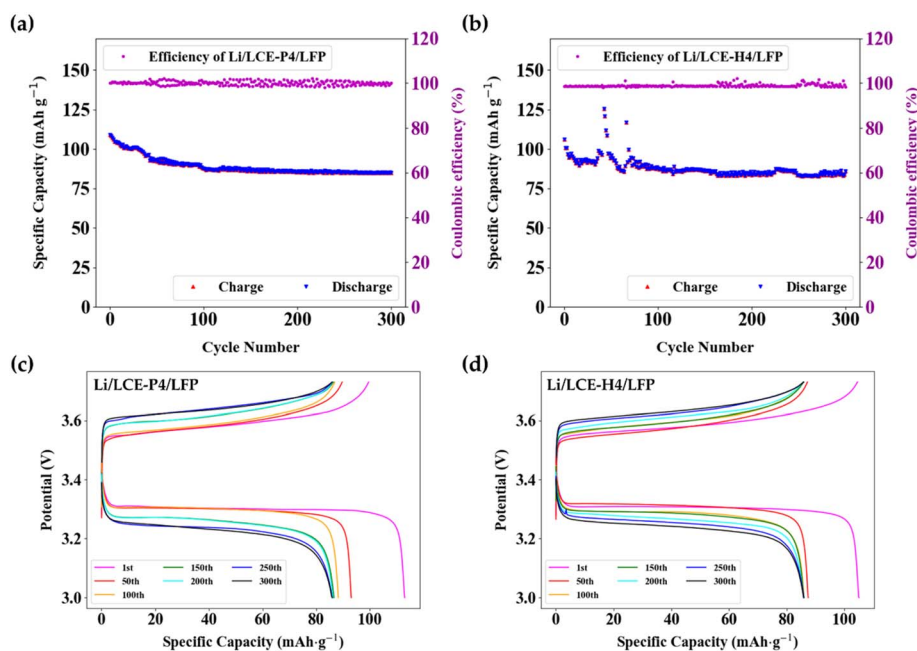 (a)
Efficiency of Li/LCE-P4/LFP
Specific Capacity (mAh g⁻¹)
150
125
100
75
50
25
0
120
100
80
60
40
20
0
Coulombic efficiency (%)
Charge
Discharge
0
100
200
300
Cycle Number
(b)
Efficiency of Li/LCE-H4/LFP
Specific Capacity (mAh g⁻¹)
150
125
100
75
50
25
0
120
100
80
60
40
20
0
Coulombic efficiency (%)
Charge
Discharge
0
100
200
300
Cycle Number
(c)
Li/LCE-P4/LFP
Potential (V)
3.6
3.4
3.2
3.0
1st
150th
250th
50th
200th
300th
100th
0
20
40
60
80
100
Specific Capacity (mAh·g⁻¹)
(d)
Li/LCE-H4/LFP
Potential (V)
3.6
3.4
3.2
3.0
1st
150th
250th
50th
200th
300th
100th
0
20
40
60
80
100
Specific Capacity (mAh·g⁻¹)